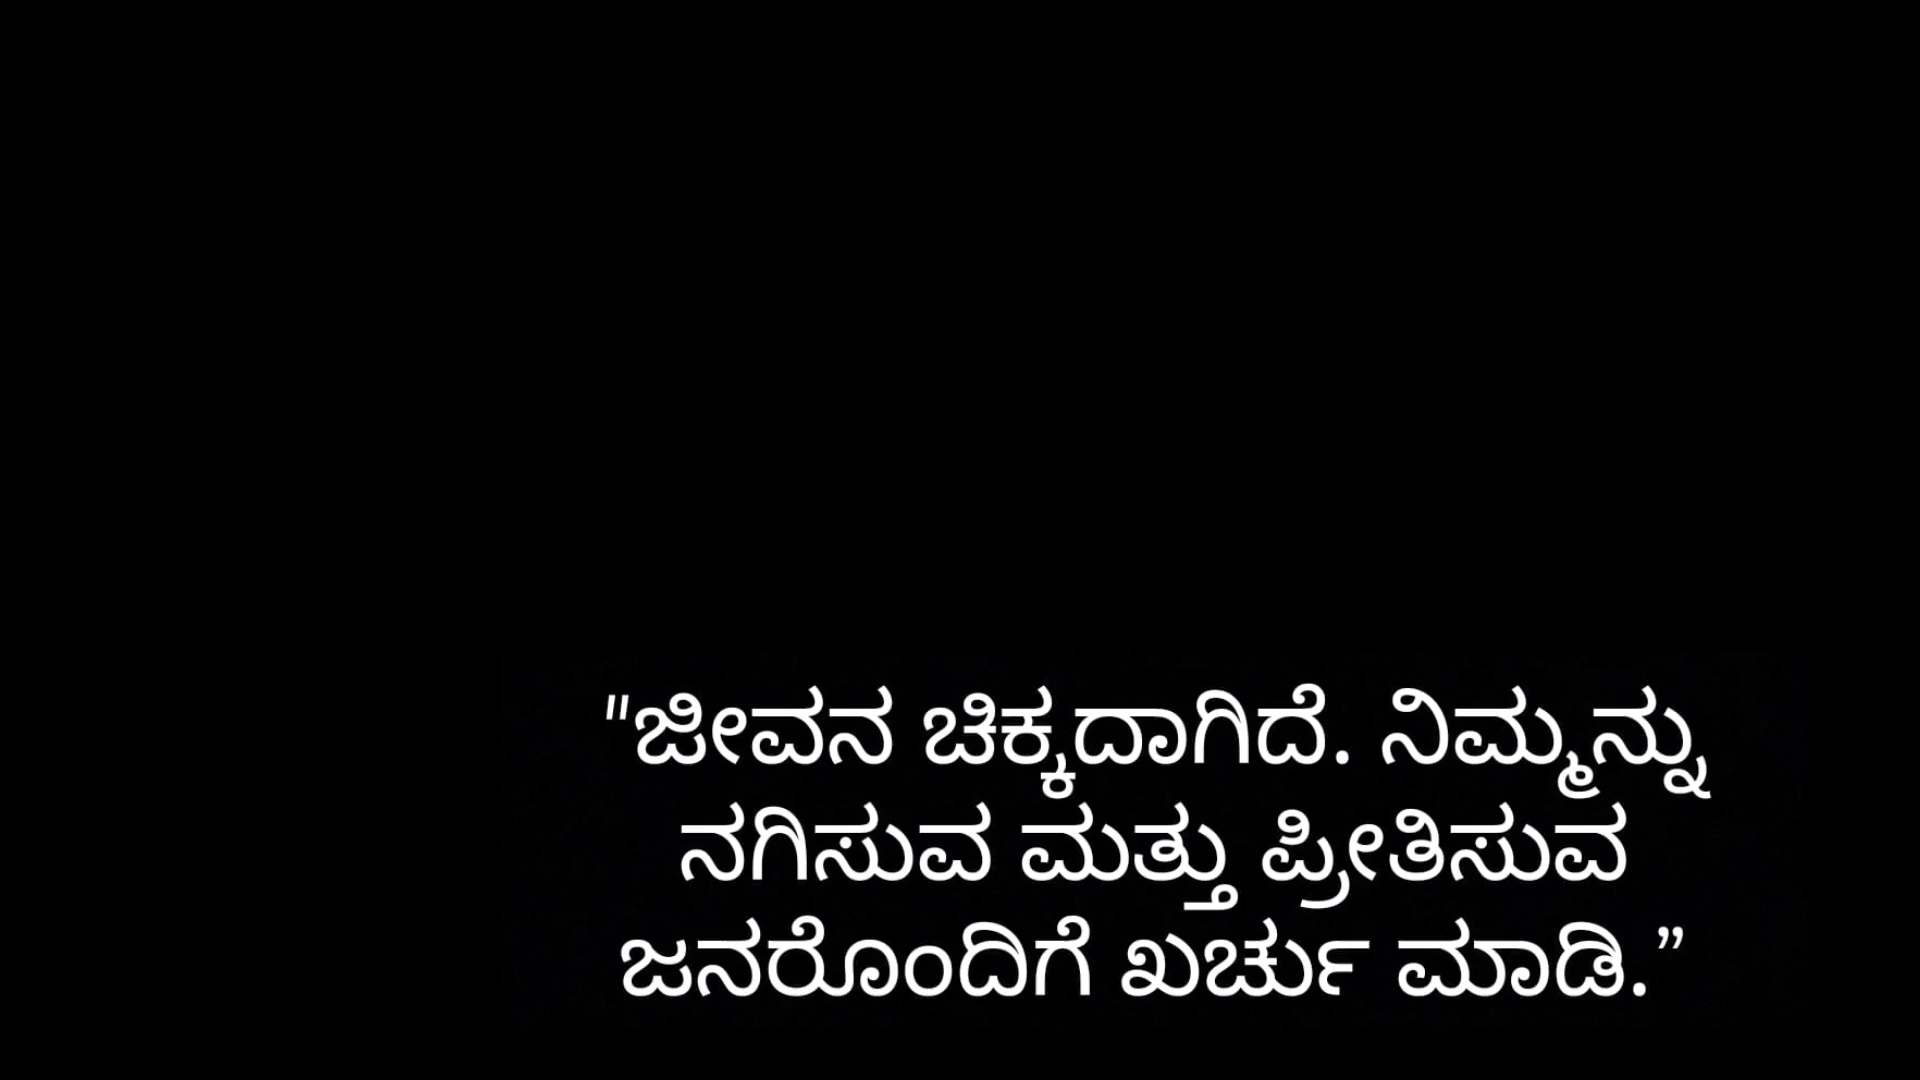 "ಜೀವನ ಚಿಕ್ಕದಾಗಿದೆ. ನಿಮ್ಮನ್ನು
ನಗಿಸುವ ಮತ್ತು ಪ್ರೀತಿಸುವ
ಜನರೊಂದಿಗೆ ಖರ್ಚು ಮಾಡಿ.”